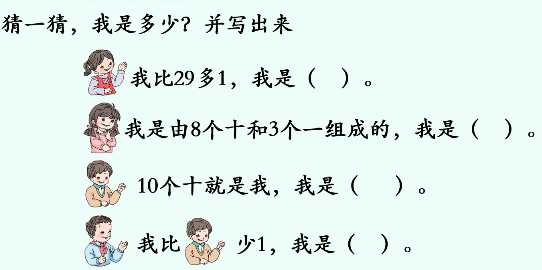 猜一猜，我是多少？并写出来
我比29多1，我是（ ）。
我是由8个十和3个一组成的，我是（ ）。
10个十就是我，我是（ ）。
我比 少1，我是（ ）。